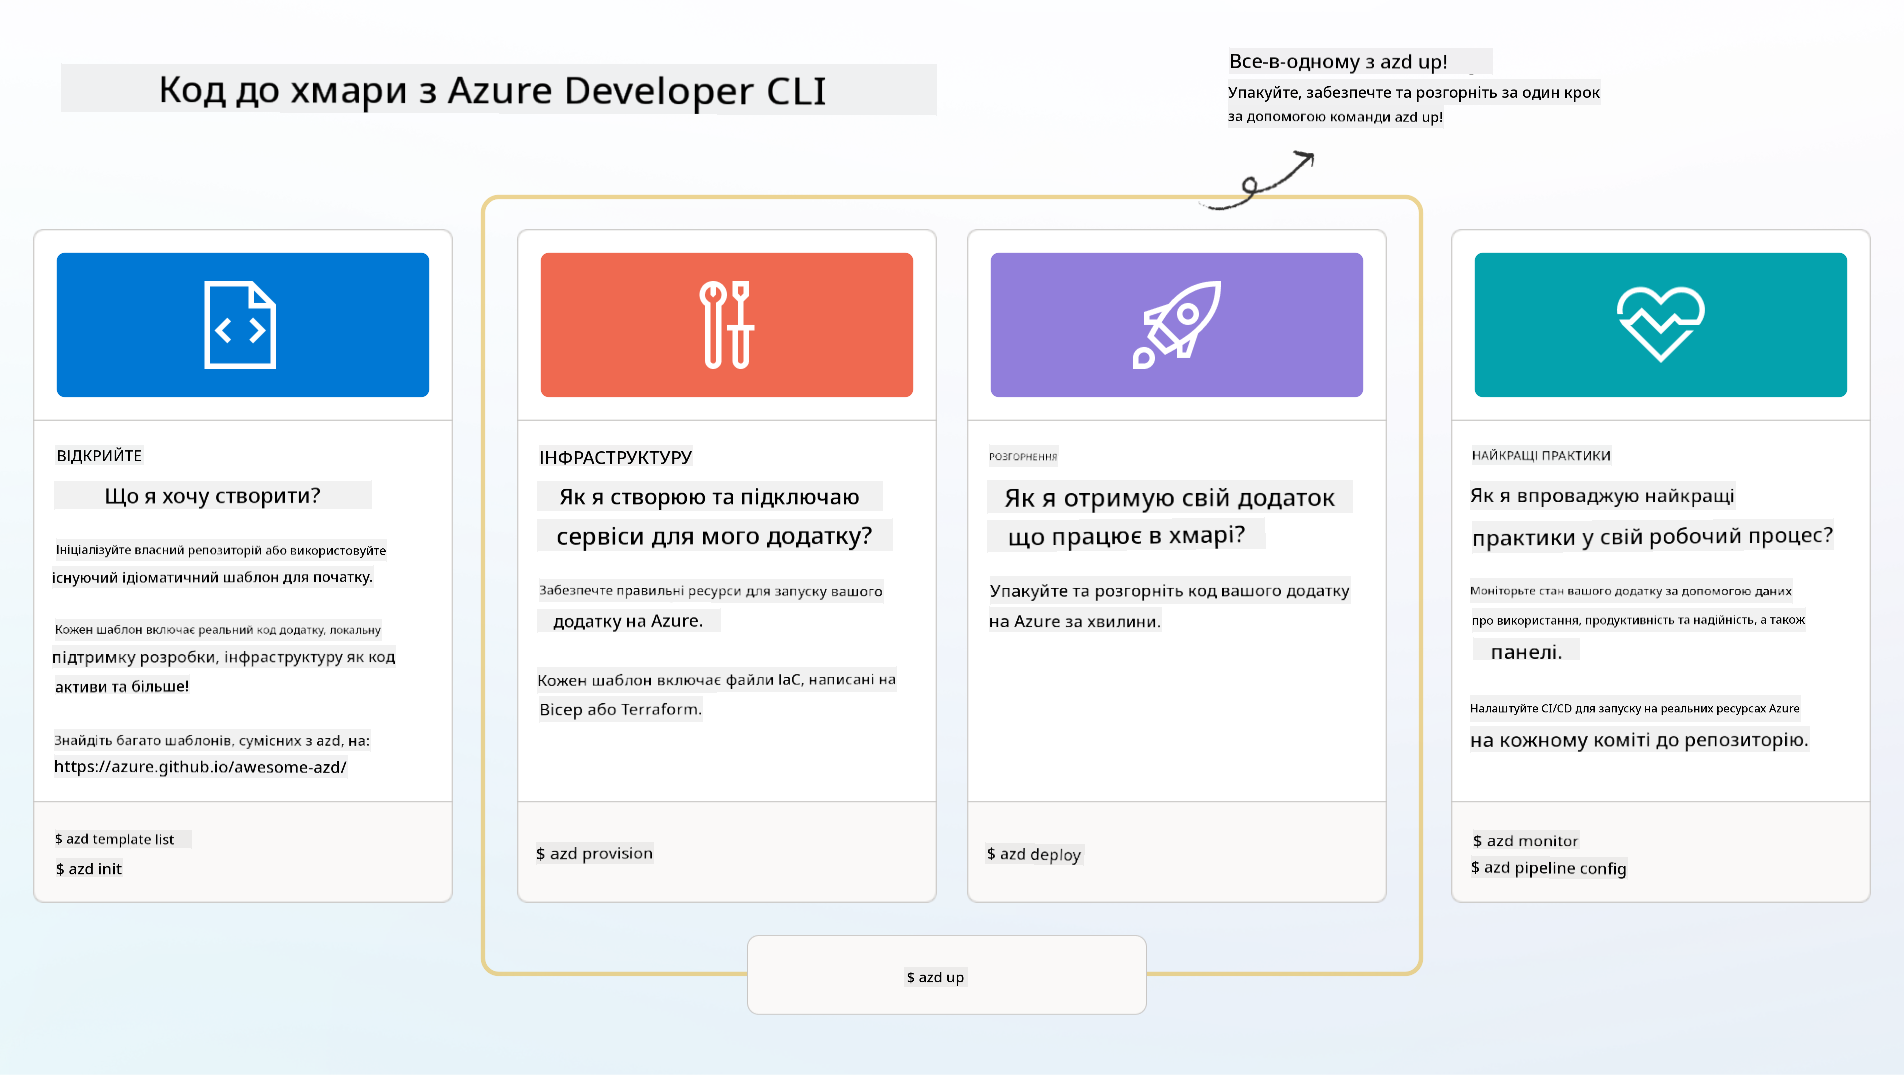 Код до хмари з Azure Developer CLI
Все-в-одному з azd up!
Упакуйте, забезпечте та розгорніть за один крок
за допомогою команди azd up!
ВІДКРИЙТЕ
Що я хочу створити?
Ініціалізуйте власний репозиторій або використовуйте
існуючий ідіоматичний шаблон для початку.
Кожен шаблон включає реальний код додатку, локальну
підтримку розробки, інфраструктуру як код
активи та більше!
Знайдіть багато шаблонів, сумісних з azd, на:
https://azure.github.io/awesome-azd/
$ azd template list
$ azd init
ІНФРАСТРУКТУРУ
Як я створюю та підключаю
сервіси для мого додатку?
Забезпечте правильні ресурси для запуску вашого
додатку на Azure.
Кожен шаблон включає файли IaC, написані на
Bicep або Terraform.
$ azd provision
РОЗГОРНЕННЯ
Як я отримую свій додаток
що працює в хмарі?
Упакуйте та розгорніть код вашого додатку
на Azure за хвилини.
$ azd deploy
НАЙКРАЩІ ПРАКТИКИ
Як я впроваджую найкращі
практики у свій робочий процес?
Моніторьте стан вашого додатку за допомогою даних
про використання, продуктивність та надійність, а також
панелі.
Налаштуйте CI/CD для запуску на реальних ресурсах Azure
на кожному коміті до репозиторію.
$ azd monitor
$ azd pipeline config
$ azd up